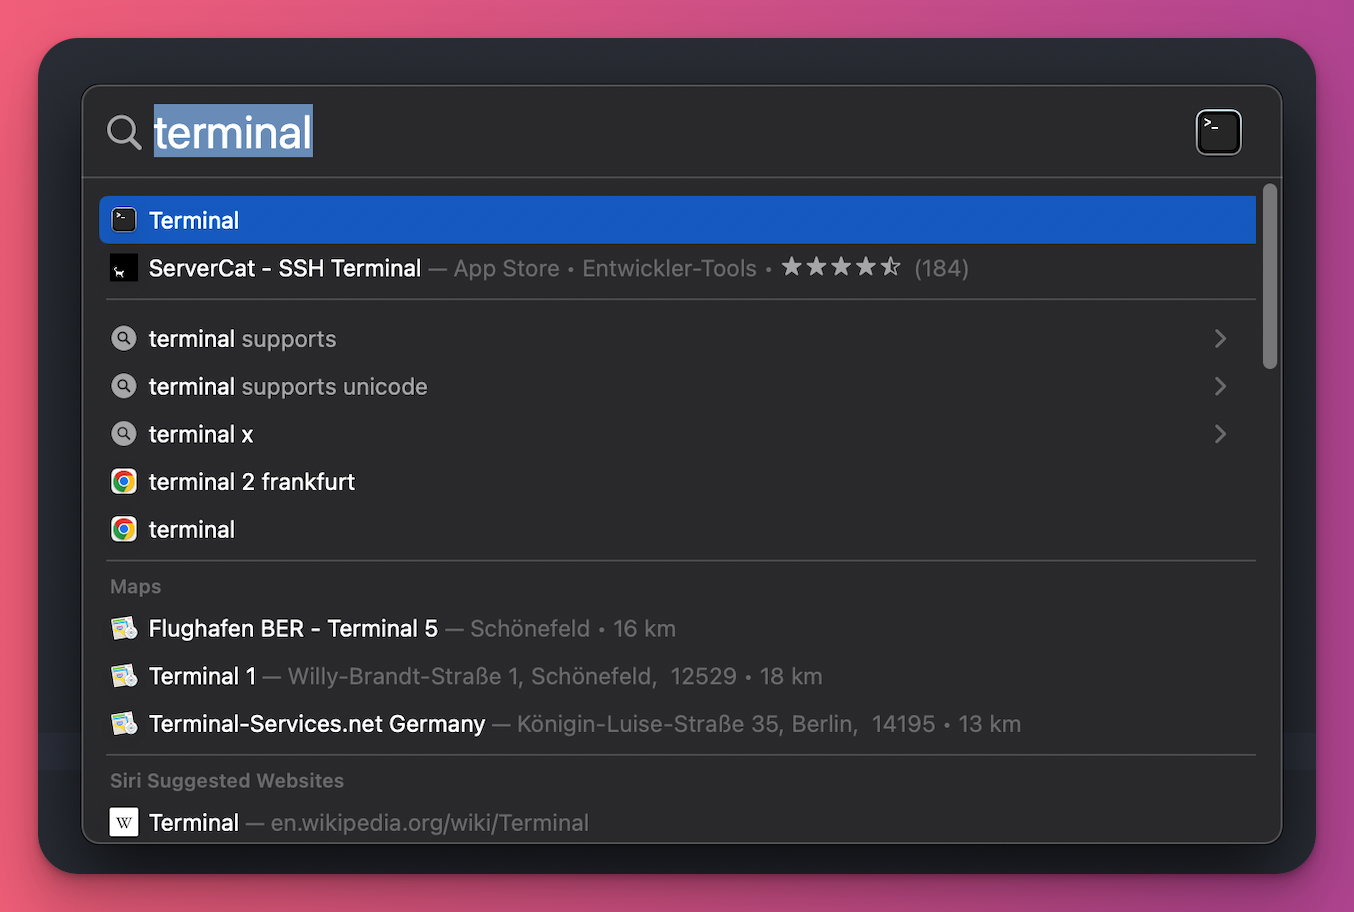 terminal
Terminal
ServerCat - SSH Terminal — App Store • Entwickler-Tools • ★★★★⯪ (184)
terminal supports
terminal supports unicode
terminal x
terminal 2 frankfurt
terminal
Maps
Flughafen BER - Terminal 5 — Schönefeld • 16 km
Terminal 1 — Willy-Brandt-Straße 1, Schönefeld, 12529 • 18 km
Terminal-Services.net Germany — Königin-Luise-Straße 35, Berlin, 14195 • 13 km
Siri Suggested Websites
W Terminal — en.wikipedia.org/wiki/Terminal